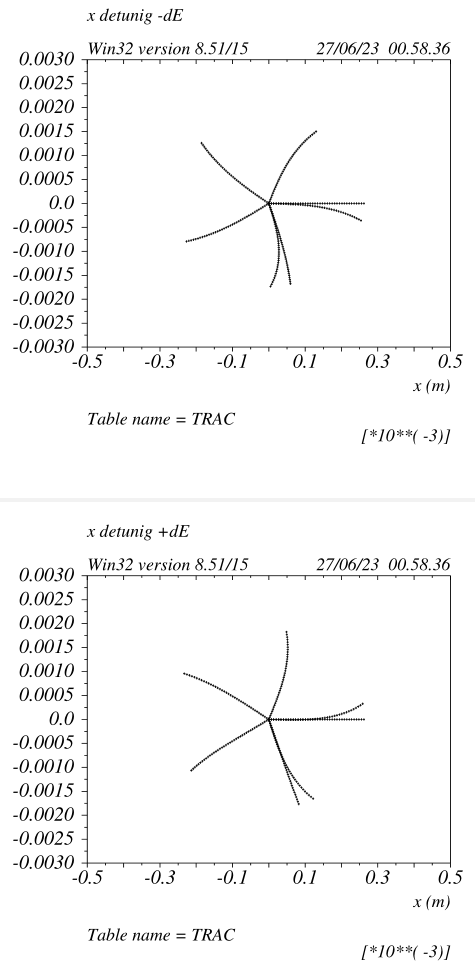 x detunig -dE
Win32 version 8.51/15 27/06/23 00.58.36
0.0030
0.0025
0.0020
0.0015
0.0010
0.0005
0.0
-0.0005
-0.0010
-0.0015
-0.0020
-0.0025
-0.0030
-0.5 -0.3 -0.1 0.1 0.3 0.5
x (m)
Table name = TRAC
[*10**( -3)]
x detunig +dE
Win32 version 8.51/15 27/06/23 00.58.36
0.0030
0.0025
0.0020
0.0015
0.0010
0.0005
0.0
-0.0005
-0.0010
-0.0015
-0.0020
-0.0025
-0.0030
-0.5 -0.3 -0.1 0.1 0.3 0.5
x (m)
Table name = TRAC
[*10**( -3)]